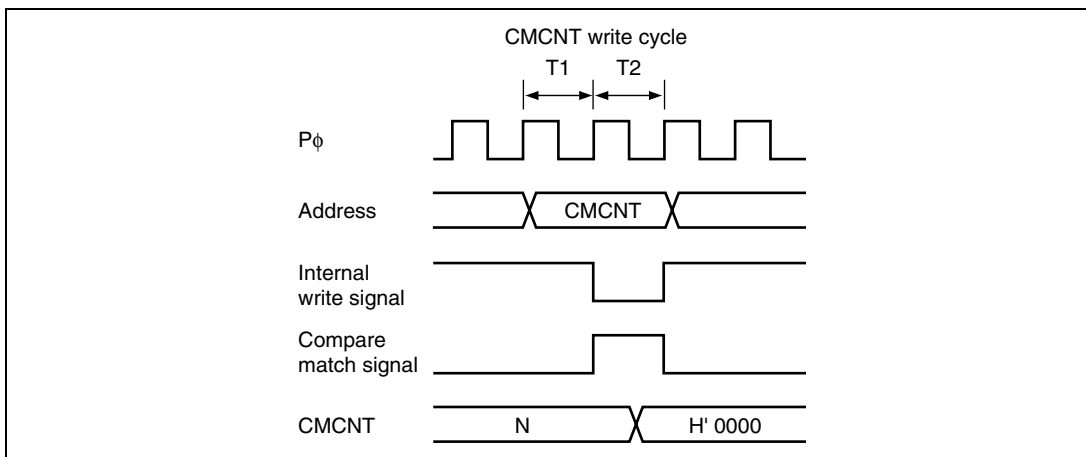 CMCNT write cycle
T1 T2
Pϕ
Address CMCNT
Internal
write signal
Compare
match signal
CMCNT N H' 0000